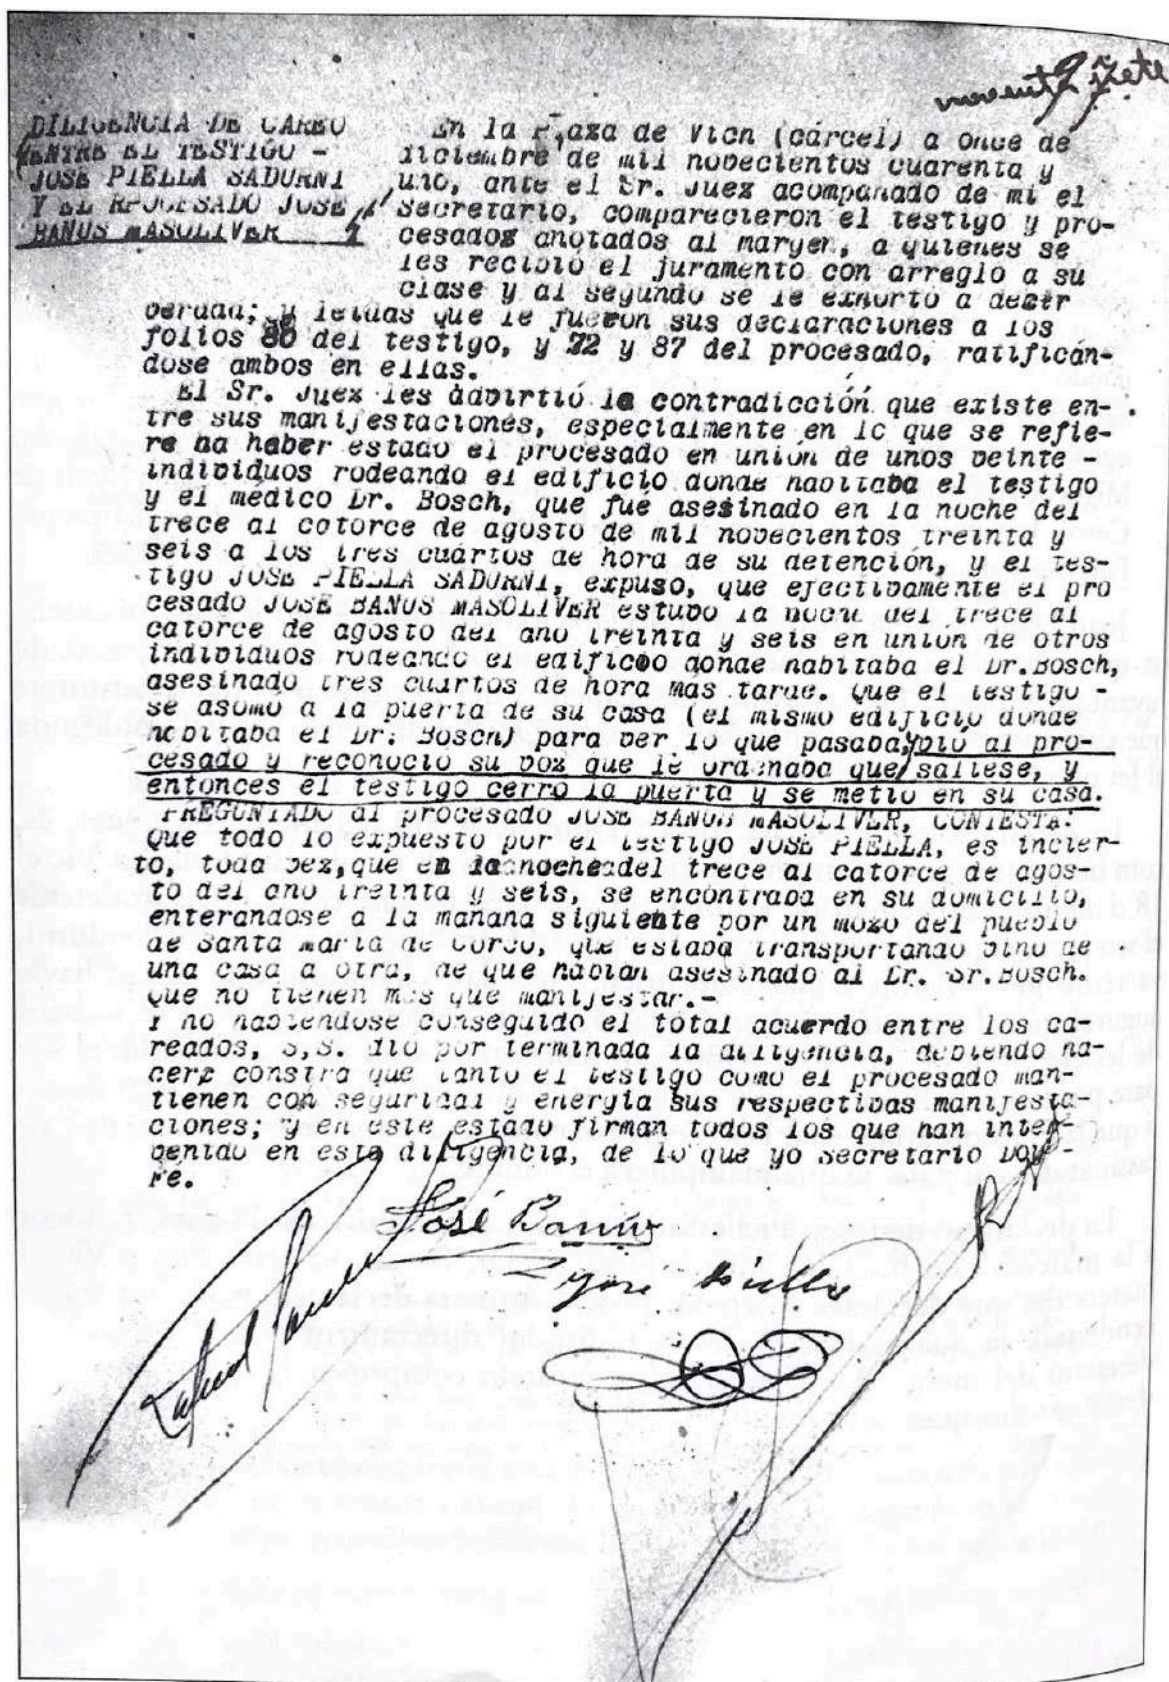 noventa y siete
DILIGENCIA DE CAREO
ENTRE EL TESTIGO -
JOSE PIELLA SADURNI
Y EL PROCESADO JOSE
BANUS MASOLIVER
En la Plaza de Vich (cárcel) a once de
diciembre de mil novecientos cuarenta y
uno, ante el Sr. Juez acompañado de mi el
secretario, comparecieron el testigo y pro-
cesados anotados al margen, a quienes se
les recibió el juramento con arreglo a su
clase y al segundo se le exhortó a decir
verdad; y leidas que le fueron sus declaraciones a los
folios 80 del testigo, y 22 y 87 del procesado, ratificán-
dose ambos en ellas.
El Sr. Juez les advirtió la contradicción que existe en-
tre sus manifestaciones, especialmente en lo que se refie-
re ha haber estado el procesado en unión de unos veinte -
individuos rodeando el edificio donde habitaba el testigo
y el médico Dr. Bosch, que fué asesinado en la noche del
trece al catorce de agosto de mil novecientos treinta y
seis a los tres cuartos de hora de su detención, y el tes-
tigo JOSE PIELLA SADURNI, expuso, que efectivamente el pro
cesado JOSE BANUS MASOLIVER estubo la noche del trece al
catorce de agosto del año treinta y seis en unión de otros
individuos rodeando el edificio donde habitaba el Dr. Bosch,
asesinado tres cuartos de hora más tarde. Que el testigo -
se asomó a la puerta de su casa (el mismo edificio donde
habitaba el Dr. Bosch) para ver lo que pasaba, y vió al pro-
cesado y reconoció su voz que le ordenaba que saliese, y
entonces el testigo cerró la puerta y se metió en su casa.
PREGUNTADO al procesado JOSE BANUS MASOLIVER, CONTESTA:
Que todo lo expuesto por el testigo JOSE PIELLA, es incier-
to, toda vez, que en la noche del trece al catorce de agos-
to del año treinta y seis, se encontraba en su domicilio,
enterándose a la mañana siguiente por un mozo del pueblo
de Santa María de Corcó, que estaba transportando vino de
una casa a otra, de que habían asesinado al Dr. Sr. Bosch.
Que no tienen más que manifestar.-
Y no habiendose conseguido el total acuerdo entre los ca-
reados, S,S. dió por terminada la diligencia, debiendo ha-
cerse que tanto el testigo como el procesado man-
tienen con seguridad y energia sus respectivas manifesta-
ciones; y en este estado firman todos los que han inter-
venido en esta diligencia, de lo que yo secretario doy -
fé.
José Banús
José Piella